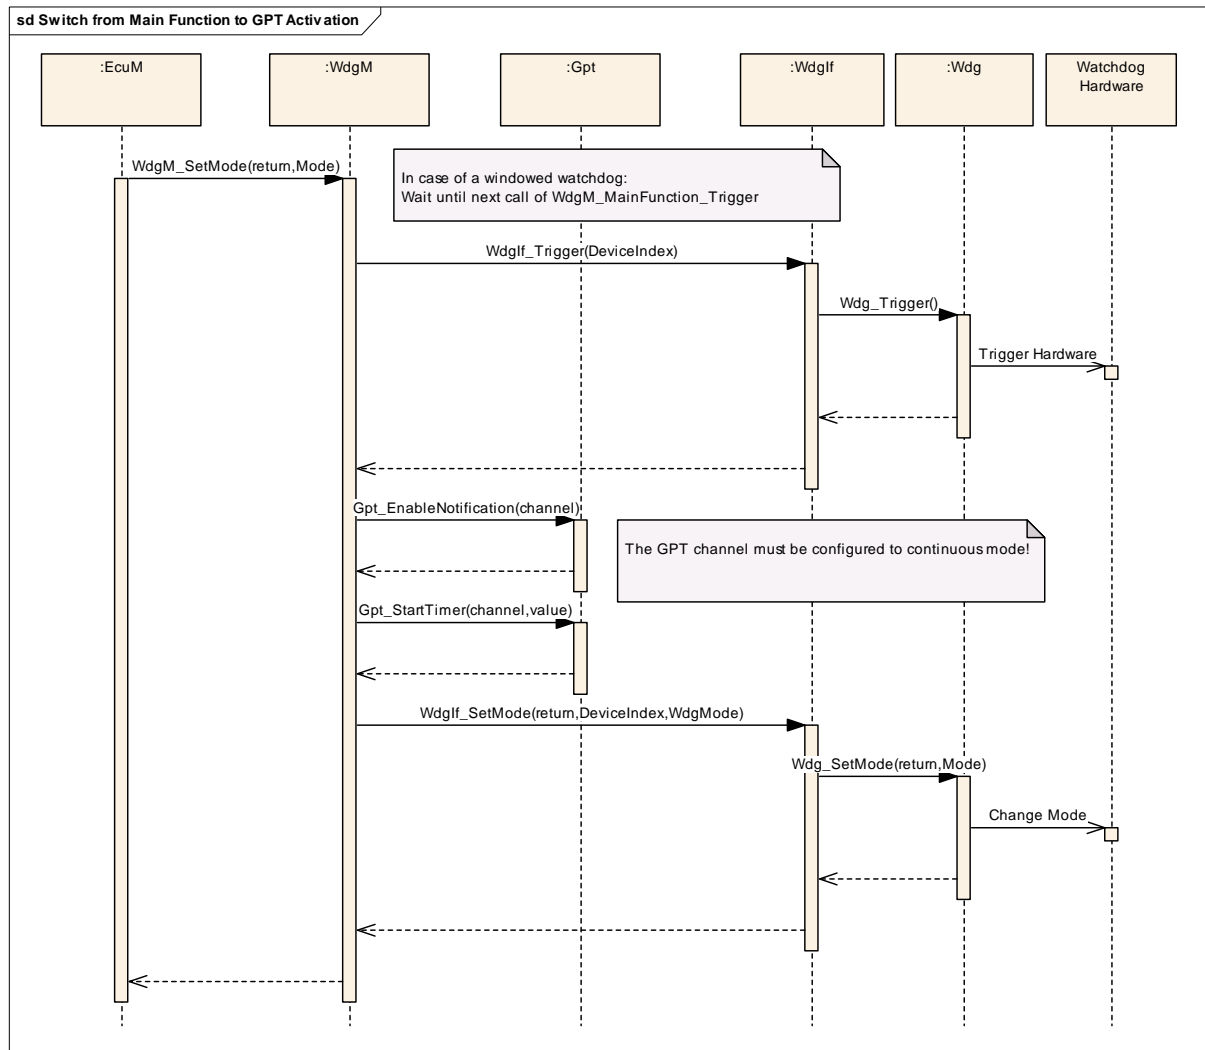 sd Switch from Main Function to GPT Activation
:EcuM
:WdgM
:Gpt
:WdgIf
:Wdg
Watchdog
Hardware
WdgM_SetMode(return,Mode)
In case of a windowed watchdog:
Wait until next call of WdgM_MainFunction_Trigger
WdgIf_Trigger(DeviceIndex)
Wdg_Trigger()
Trigger Hardware
Gpt_EnableNotification(channel)
The GPT channel must be configured to continuous mode!
Gpt_StartTimer(channel,value)
WdgIf_SetMode(return,DeviceIndex,WdgMode)
Wdg_SetMode(return,Mode)
Change Mode